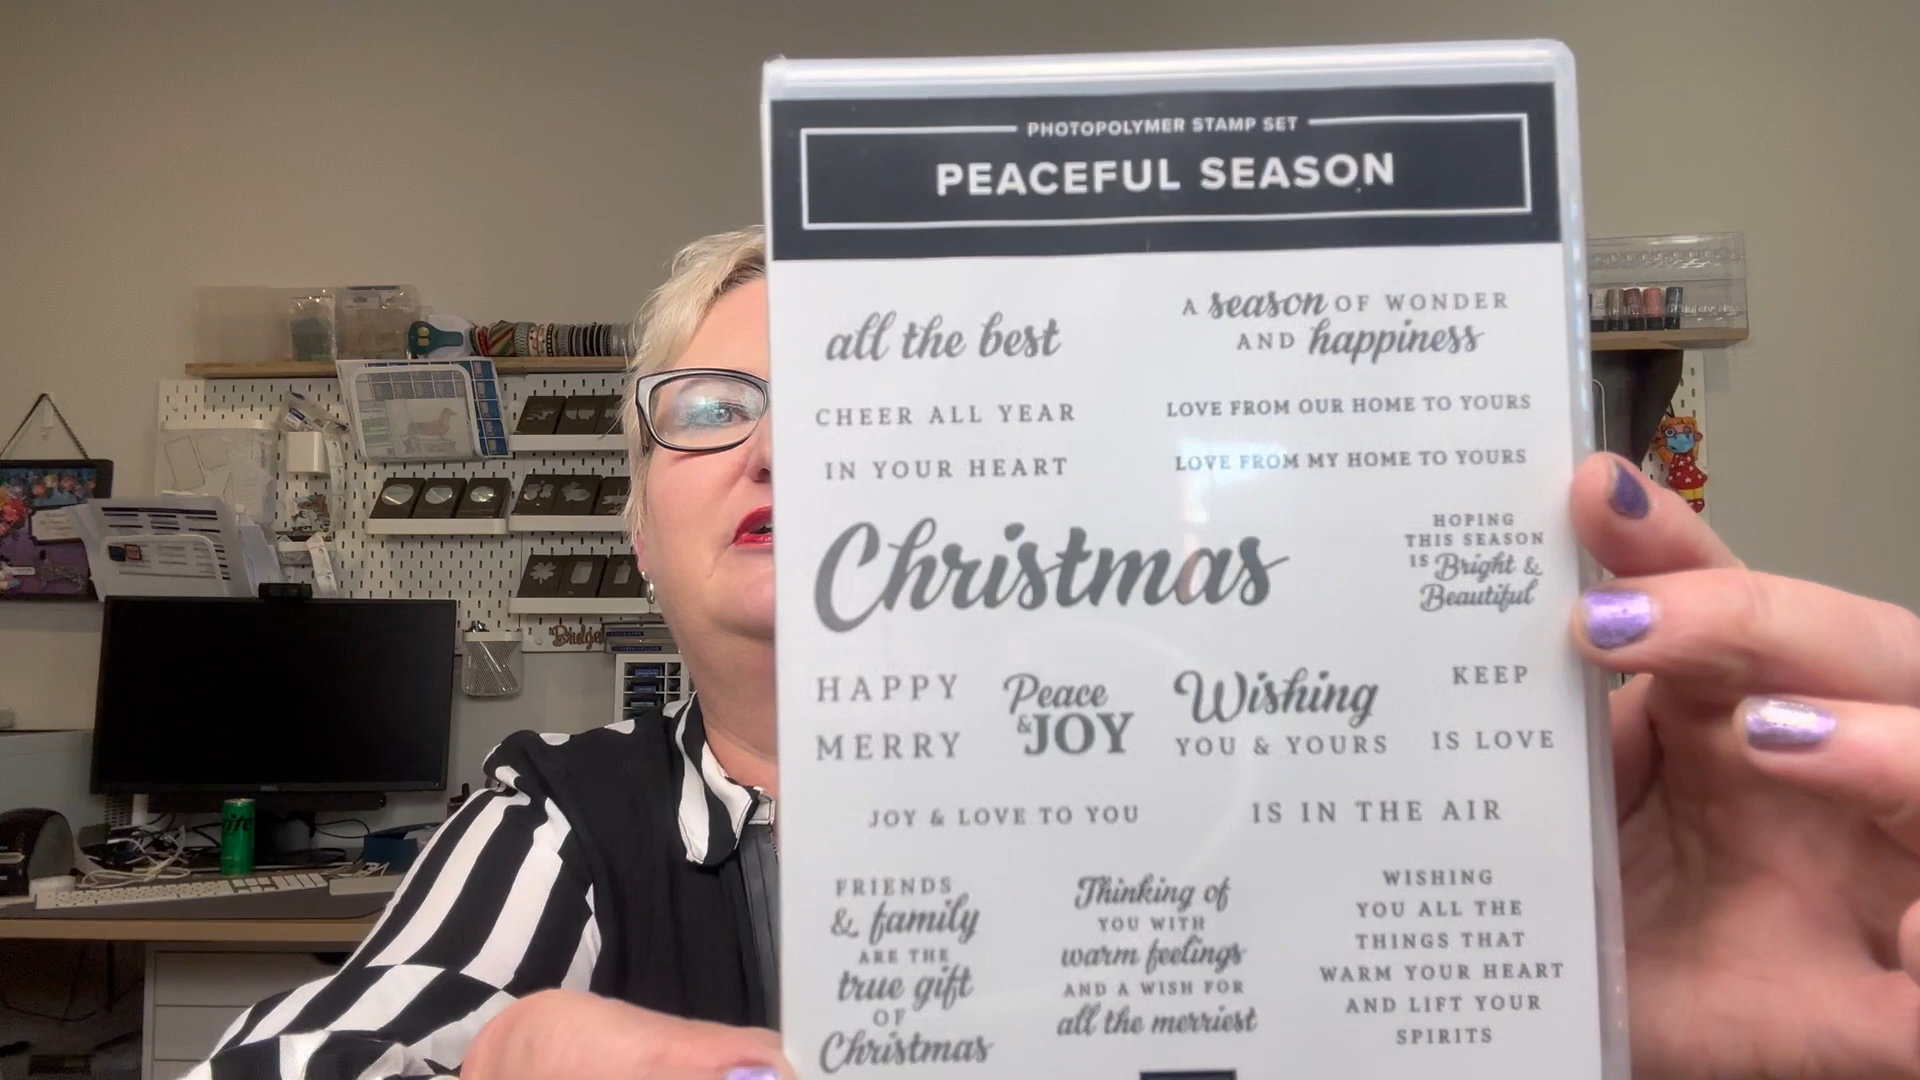 PHOTOPOLYMER STAMP SET
PEACEFUL SEASON
all the best
A season OF WONDER
AND happiness
CHEER ALL YEAR
LOVE FROM OUR HOME TO YOURS
IN YOUR HEART
LOVE FROM MY HOME TO YOURS
Christmas
HOPING
THIS SEASON
IS Bright &
Beautiful
HAPPY
MERRY
Peace
& JOY
Wishing
YOU & YOURS
KEEP
IS LOVE
JOY & LOVE TO YOU
IS IN THE AIR
FRIENDS
& family
ARE THE
true gift
OF
Christmas
Thinking of
YOU WITH
warm feelings
AND A WISH FOR
all the merriest
WISHING
YOU ALL THE
THINGS THAT
WARM YOUR HEART
AND LIFT YOUR
SPIRITS